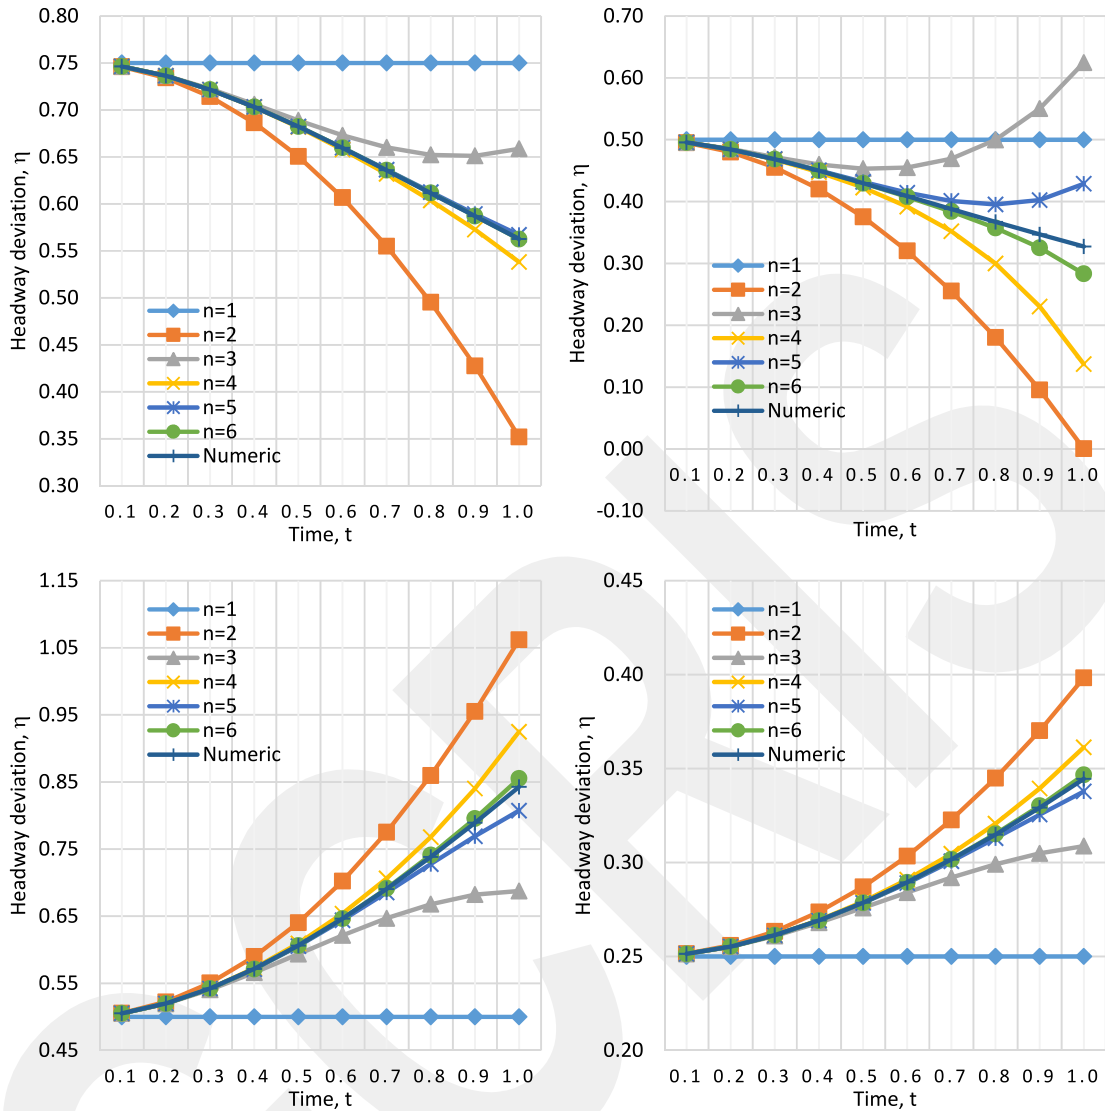 0.80
0.75
0.70
0.65
0.60
0.55
0.50
0.45
0.40
0.35
0.30
Headway deviation, η
n=1
n=2
n=3
n=4
n=5
n=6
Numeric
0.1 0.2 0.3 0.4 0.5 0.6 0.7 0.8 0.9 1.0
Time, t
0.70
0.60
0.50
0.40
0.30
0.20
0.10
0.00
-0.10
Headway deviation, η
n=1
n=2
n=3
n=4
n=5
n=6
Numeric
0.1 0.2 0.3 0.4 0.5 0.6 0.7 0.8 0.9 1.0
Time, t
1.15
1.05
0.95
0.85
0.75
0.65
0.55
0.45
Headway deviation, η
n=1
n=2
n=3
n=4
n=5
n=6
Numeric
0.1 0.2 0.3 0.4 0.5 0.6 0.7 0.8 0.9 1.0
Time, t
0.45
0.40
0.35
0.30
0.25
0.20
Headway deviation, η
n=1
n=2
n=3
n=4
n=5
n=6
Numeric
0.1 0.2 0.3 0.4 0.5 0.6 0.7 0.8 0.9 1.0
Time, t